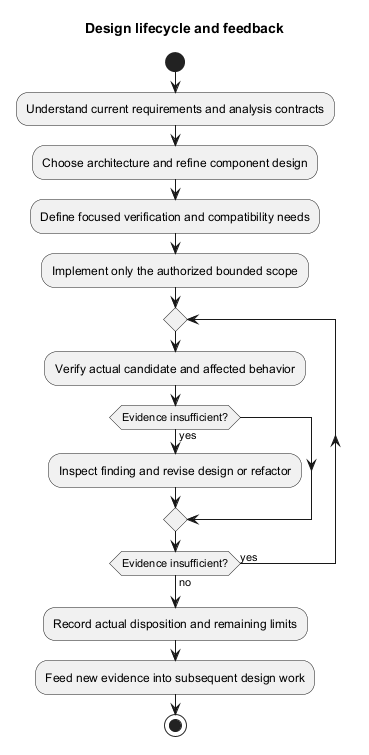 Design lifecycle and feedback
Understand current requirements and analysis contracts
Choose architecture and refine component design
Define focused verification and compatibility needs
Implement only the authorized bounded scope
Verify actual candidate and affected behavior
Evidence insufficient?
yes
Inspect finding and revise design or refactor
Evidence insufficient?
yes
no
Record actual disposition and remaining limits
Feed new evidence into subsequent design work